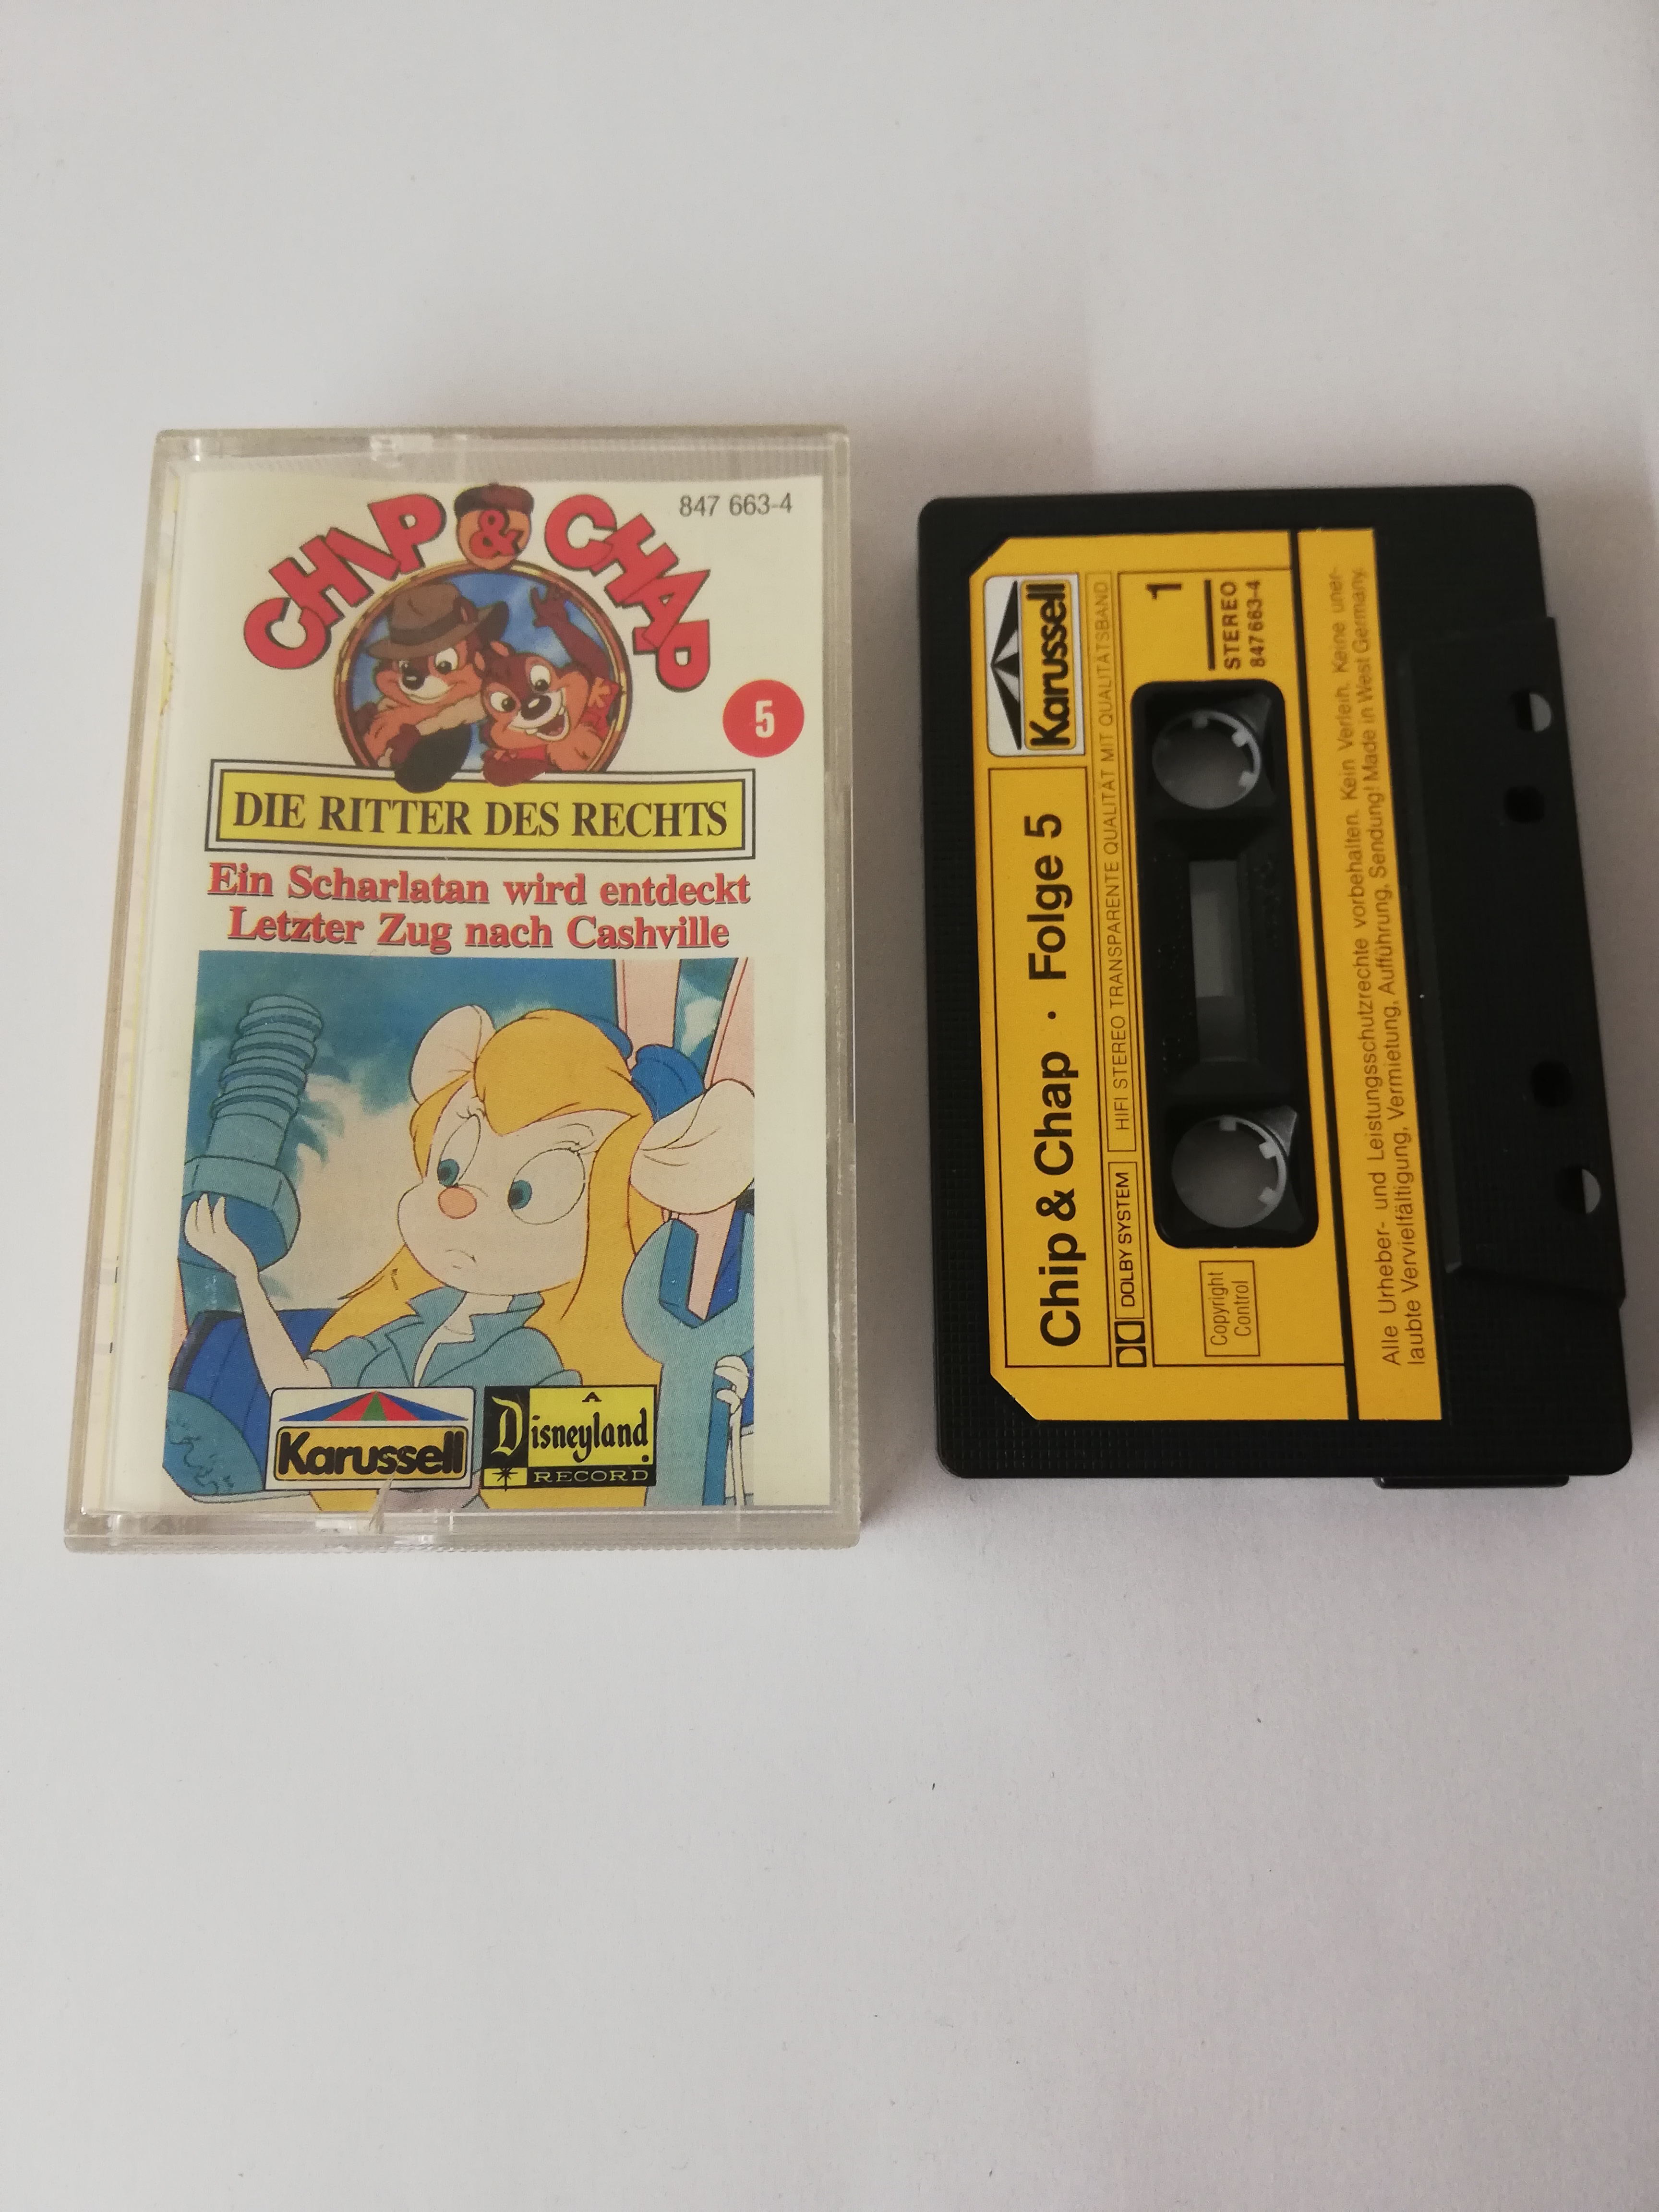 CHIP & CHAP
847 663-4
5
DIE RITTER DES RECHTS
Ein Scharlatan wird entdeckt
Letzter Zug nach Cashville
Karussell
A
Disneyland
RECORD
Karussell
Chip & Chap · Folge 5
DOLBY SYSTEM
HIFI STEREO TRANSPARENTE QUALITÄT MIT QUALITÄTSBAND
1
STEREO
847 663-4
Copyright
Control
Alle Urheber- und Leistungsschutzrechte vorbehalten. Kein Verleih. Keine uner-
laubte Vervielfältigung, Vermietung, Aufführung, Sendung! Made in West Germany.